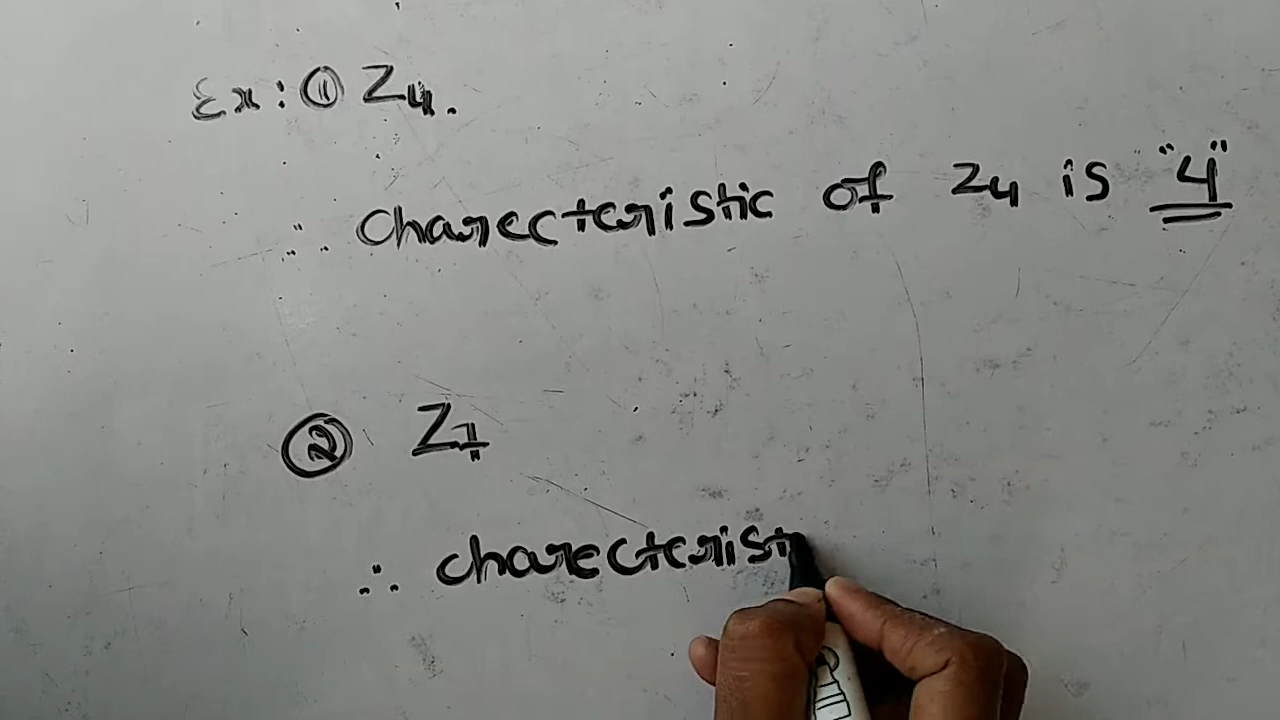 Ex: ① Z₄.
∴ Charecteristic of Z₄ is "4"
② Z₇
∴ charecterist